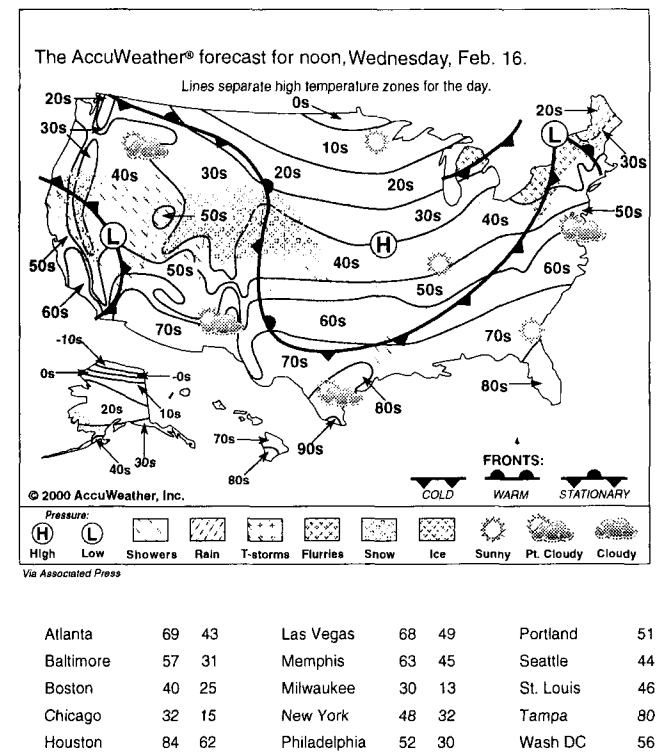 The AccuWeather® forecast for noon, Wednesday, Feb. 16.
Lines separate high temperature zones for the day.
20s
0s
20s
30s
10s
L
30s
40s
30s
20s
20s
50s
30s
40s
50s
L
H
50s
50s
40s
60s
50s
60s
70s
60s
70s
-10s
70s
0s
-0s
80s
80s
20s
10s
70s
90s
40s
30s
80s
FRONTS:
© 2000 AccuWeather, Inc.
COLD WARM STATIONARY
Pressure:
H L
High Low Showers Rain T-storms Flurries Snow Ice Sunny Pt. Cloudy Cloudy
Via Associated Press
Atlanta 69 43 Las Vegas 68 49 Portland 51
Baltimore 57 31 Memphis 63 45 Seattle 44
Boston 40 25 Milwaukee 30 13 St. Louis 46
Chicago 32 15 New York 48 32 Tampa 80
Houston 84 62 Philadelphia 52 30 Wash DC 56